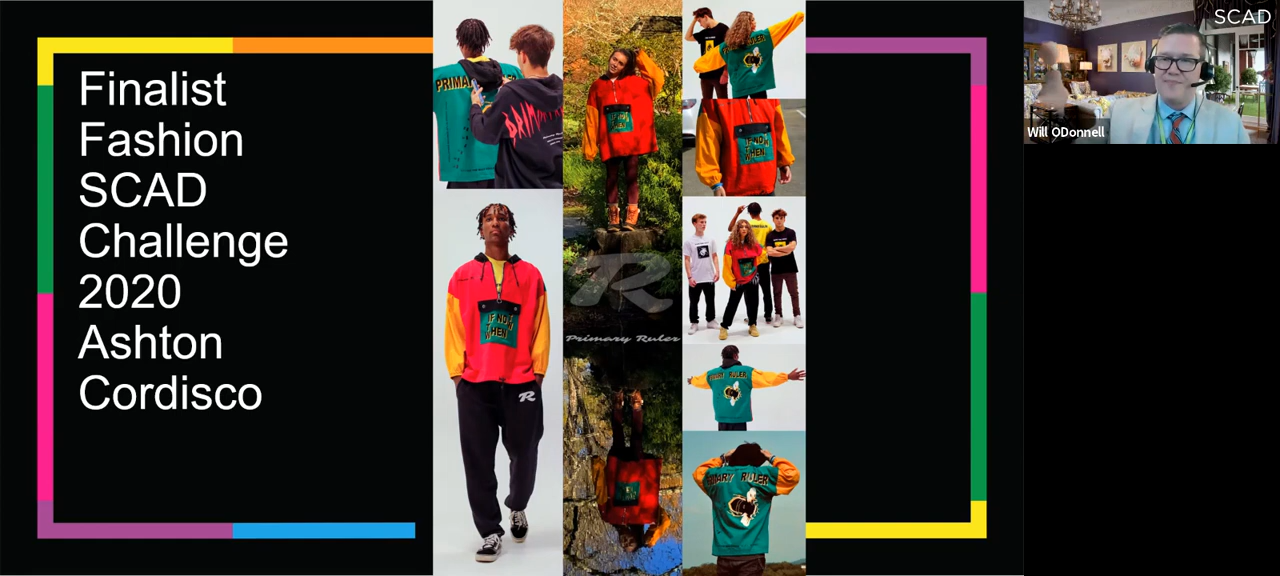 Finalist
Fashion
SCAD
Challenge
2020
Ashton
Cordisco
IF NOT
WHEN
R
R
Primary Ruler
SCAD
Will ODonnell